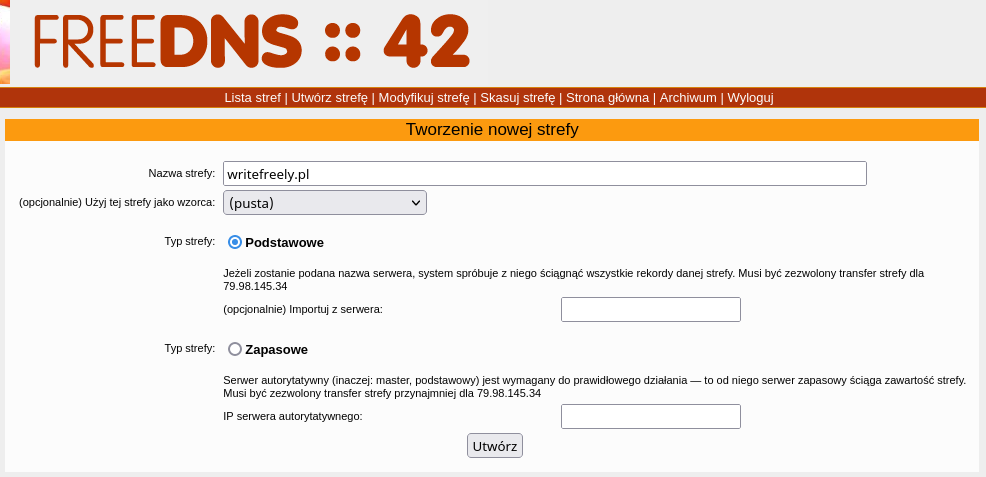 FREEDNS :: 42
Lista stref | Utwórz strefę | Modyfikuj strefę | Skasuj strefę | Strona główna | Archiwum | Wyloguj
Tworzenie nowej strefy
Nazwa strefy: writefreely.pl
(opcjonalnie) Użyj tej strefy jako wzorca: (pusta)
Typ strefy: Podstawowe
Jeżeli zostanie podana nazwa serwera, system spróbuje z niego ściągnąć wszystkie rekordy danej strefy. Musi być zezwolony transfer strefy dla
79.98.145.34
(opcjonalnie) Importuj z serwera:
Typ strefy: Zapasowe
Serwer autorytatywny (inaczej: master, podstawowy) jest wymagany do prawidłowego działania — to od niego serwer zapasowy ściąga zawartość strefy.
Musi być zezwolony transfer strefy przynajmniej dla 79.98.145.34
IP serwera autorytatywnego:
Utwórz